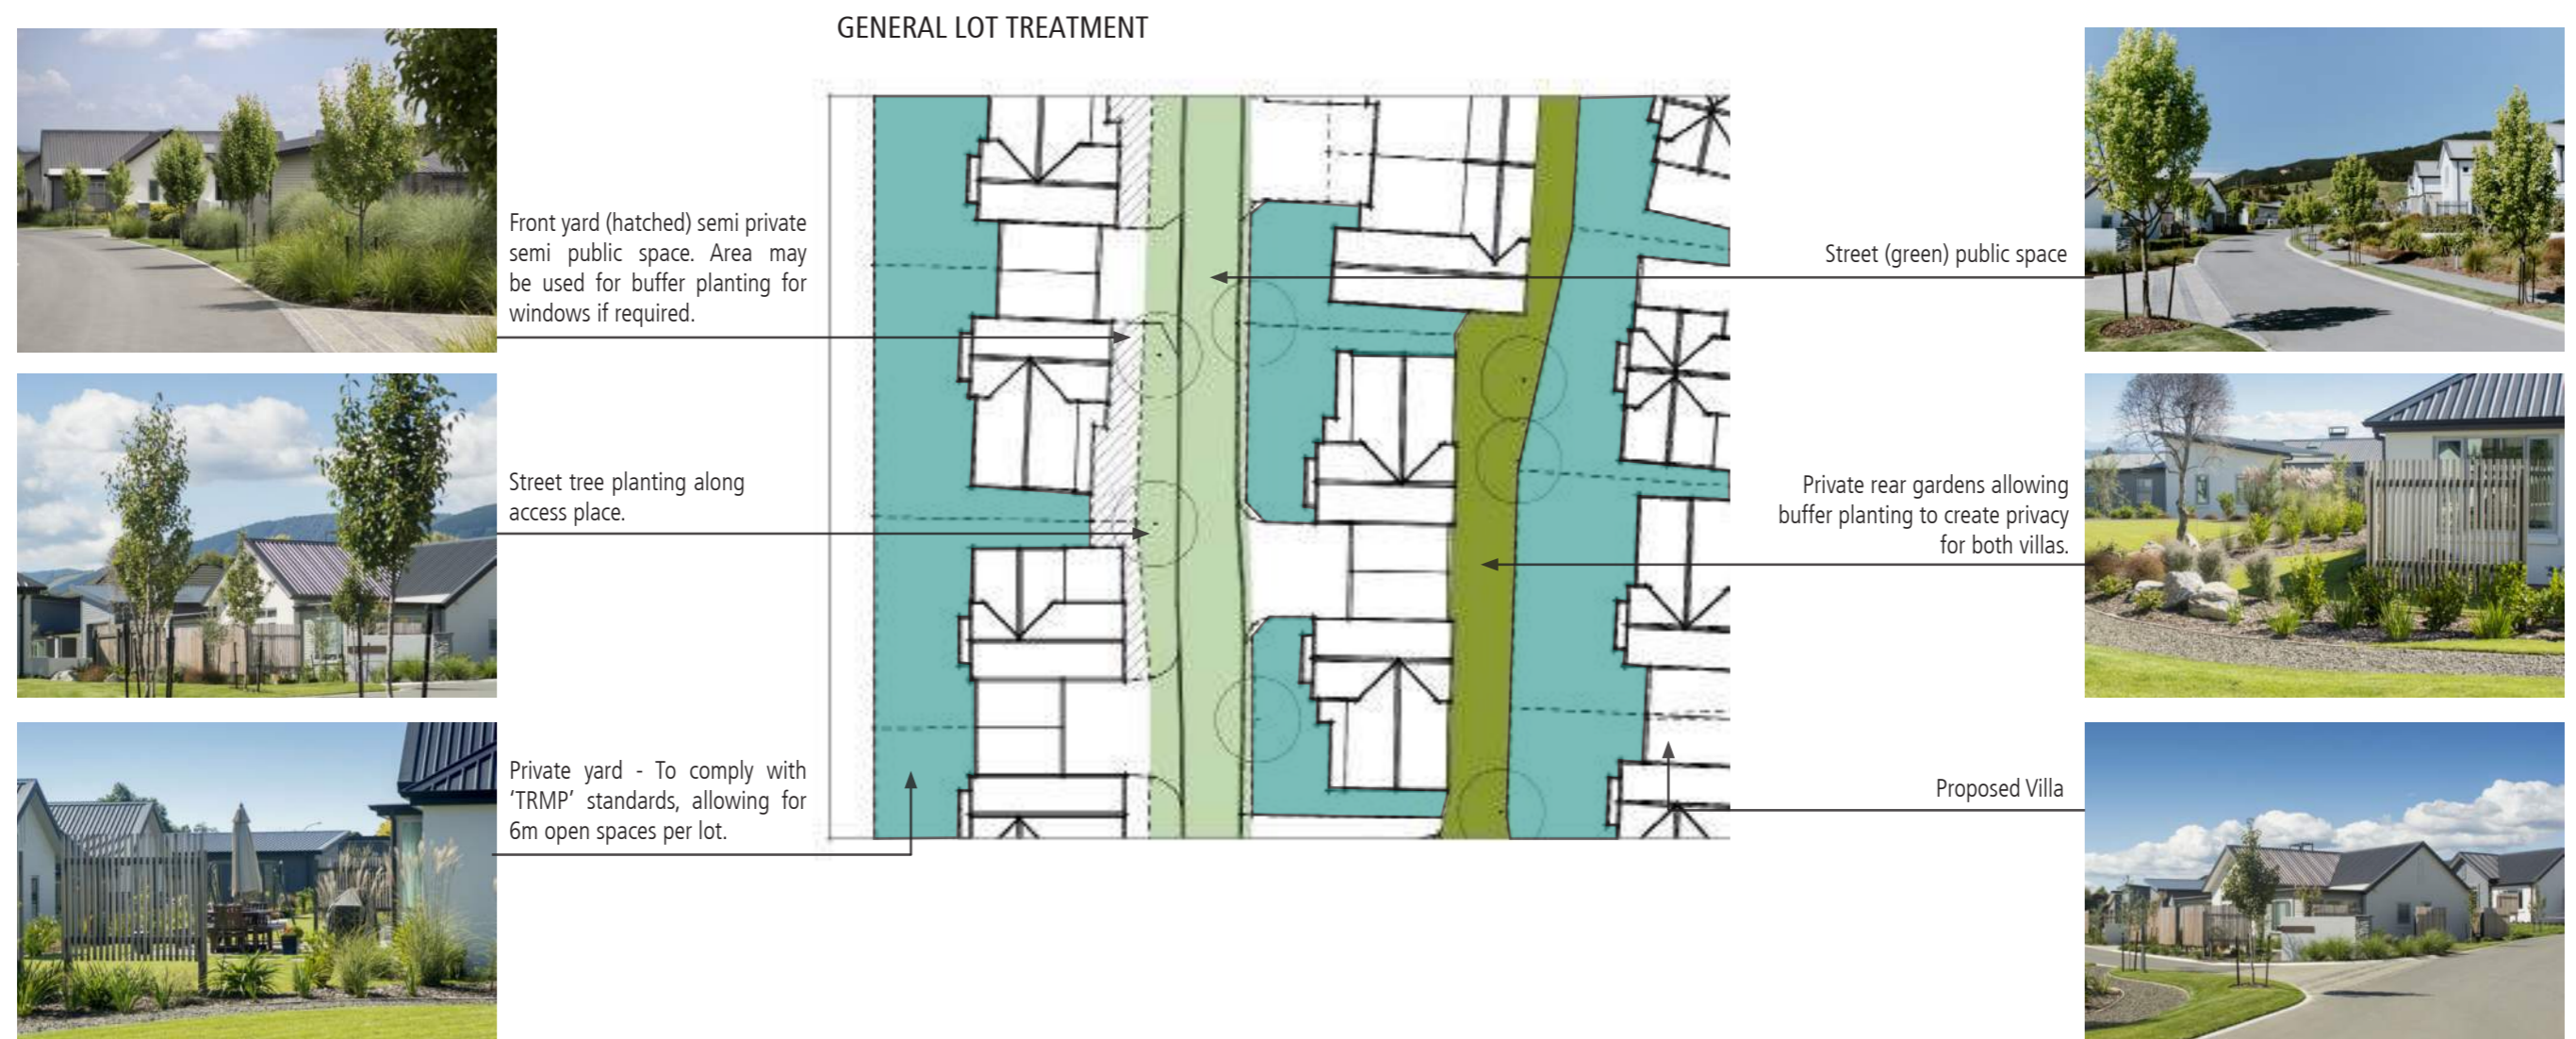 GENERAL LOT TREATMENT
Front yard (hatched) semi private
semi public space. Area may
be used for buffer planting for
windows if required.
Street tree planting along
access place.
Private yard - To comply with
‘TRMP’ standards, allowing for
6m open spaces per lot.
Street (green) public space
Private rear gardens allowing
buffer planting to create privacy
for both villas.
Proposed Villa